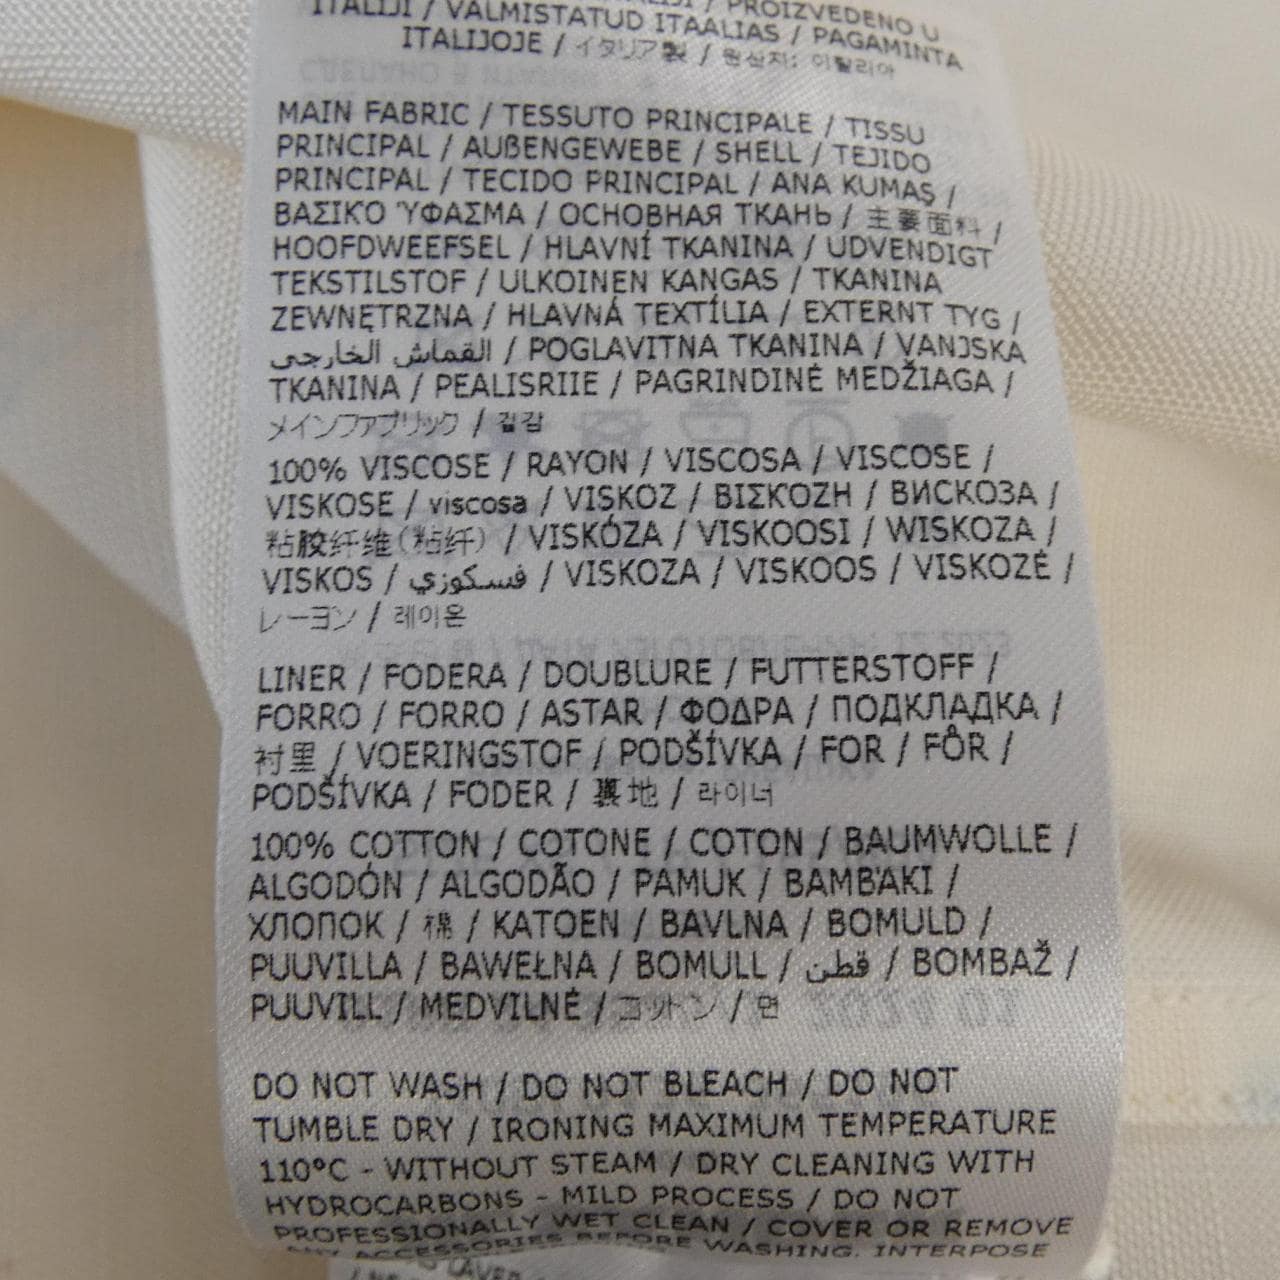 ITALIJI / VALMISTATUD ITAALIAS / PROIZVEDENO U
ITALIJOJE / イタリア製 / 원산지: 이탈리아 / PAGAMINTA
MAIN FABRIC / TESSUTO PRINCIPALE / TISSU
PRINCIPAL / AUßENGEWEBE / SHELL / TEJIDO
PRINCIPAL / TECIDO PRINCIPAL / ANA KUMAŞ /
ΒΑΣΙΚΟ ΎΦΑΣΜΑ / ОСНОВНАЯ ТКАНЬ / 主要面料 /
HOOFDWEEFSEL / HLAVNÍ TKANINA / UDVENDIGT
TEKSTILSTOF / ULKOINEN KANGAS / TKANINA
ZEWNĘTRZNA / HLAVNÁ TEXTÍLIA / EXTERNT TYG /
القماش الخارجي / POGLAVITNA TKANINA / VANJSKA
TKANINA / PEALISRIIE / PAGRINDINĖ MEDŽIAGA /
メインファブリック / 겉감
100% VISCOSE / RAYON / VISCOSA / VISCOSE /
VISKOSE / viscosa / VISKOZ / ΒΙΣΚΟΖΗ / ВИСКОЗА /
粘胶纤维(粘纤) / VISKÓZA / VISKOOSI / WISKOZA /
VISKOS / فسكوزي / VISKOZA / VISKOOS / VISKOZĖ /
レーヨン / 레이온
LINER / FODERA / DOUBLURE / FUTTERSTOFF /
FORRO / FORRO / ASTAR / ΦΟΔΡΑ / ПОДКЛАДКА /
衬里 / VOERINGSTOF / PODŠÍVKA / FOR / FÔR /
PODŠÍVKA / FODER / 裏地 / 라이너
100% COTTON / COTONE / COTON / BAUMWOLLE /
ALGODÓN / ALGODÃO / PAMUK / ΒΑΜΒΆΚΙ /
ХЛОПОК / 棉 / KATOEN / BAVLNA / BOMULD /
PUUVILLA / BAWEŁNA / BOMULL / قطن / BOMBAŽ /
PUUVILL / MEDVILNĖ / コットン / 면
DO NOT WASH / DO NOT BLEACH / DO NOT
TUMBLE DRY / IRONING MAXIMUM TEMPERATURE
110°C - WITHOUT STEAM / DRY CLEANING WITH
HYDROCARBONS - MILD PROCESS / DO NOT
PROFESSIONALLY WET CLEAN / COVER OR REMOVE
ANY ACCESSORIES BEFORE WASHING. INTERPOSE